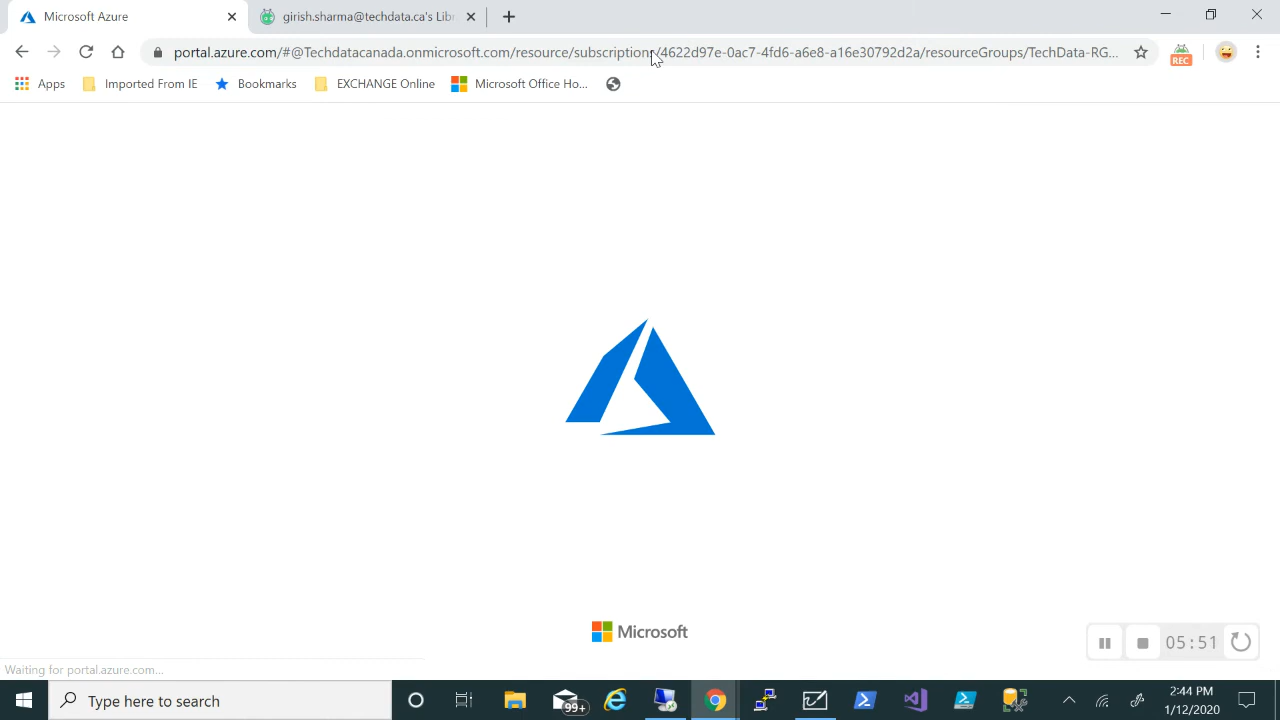 Microsoft Azure
girish.sharma@techdata.ca's Libr
portal.azure.com/#@Techdatacanada.onmicrosoft.com/resource/subscriptions/4622d97e-0ac7-4fd6-a6e8-a16e30792d2a/resourceGroups/TechData-RG...
REC
Apps
Imported From IE
Bookmarks
EXCHANGE Online
Microsoft Office Ho...
Microsoft
05:51
Waiting for portal.azure.com...
Type here to search
99+
2:44 PM
1/12/2020